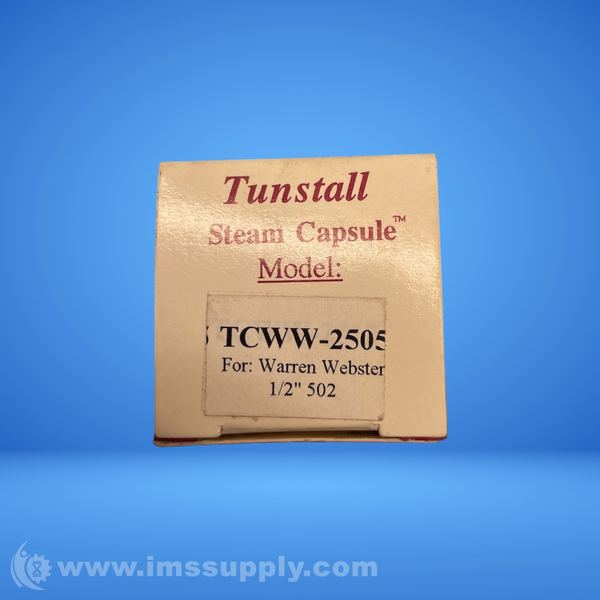 Tunstall
Steam Capsule™
Model:
TCWW-2505
For: Warren Webster
1/2" 502
www.imssupply.com